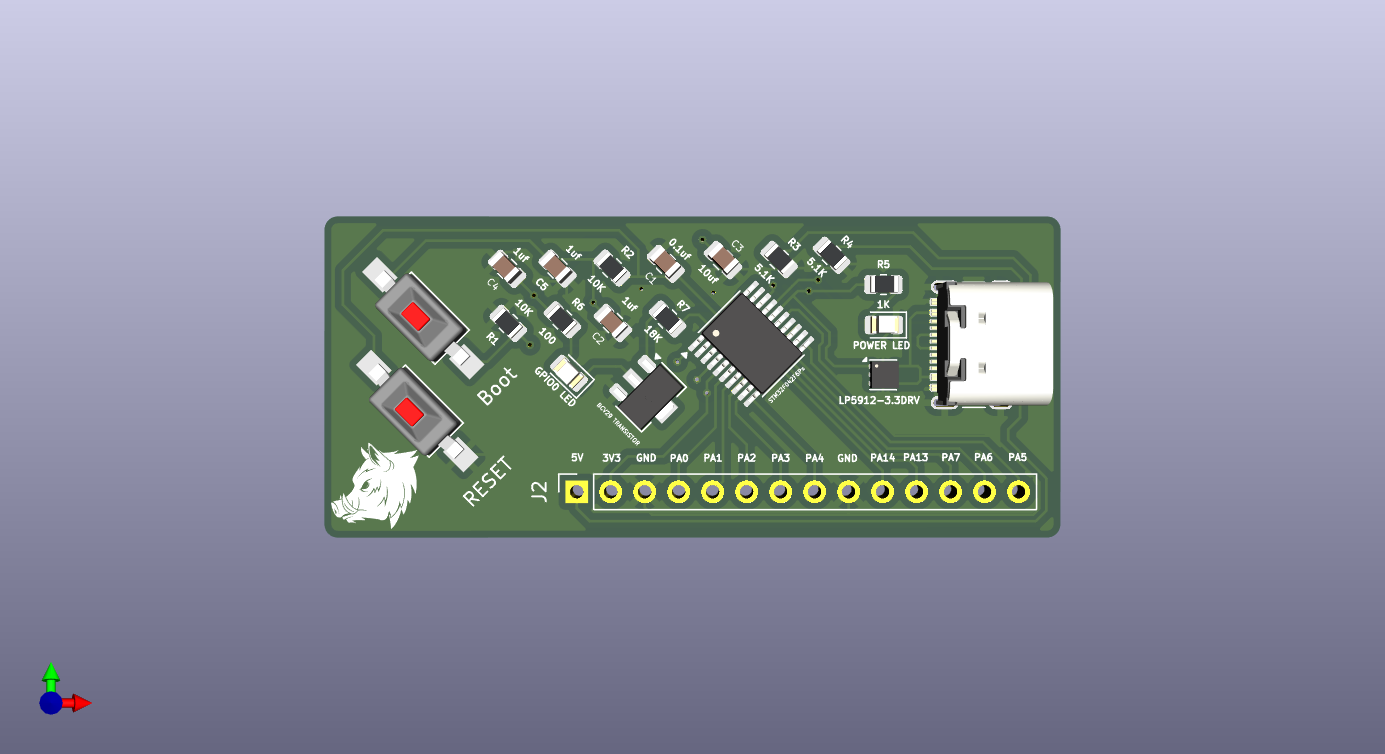 1uf
C4
1uf
C5
R2
10K
0.1uf
C1
C3
10uf
R3
5.1K
R4
5.1K
R5
1K
10K
R1
R6
100
1uf
C2
R7
18K
POWER LED
GPIO0 LED
BCV29 TRANSISTOR
STM32F042F6Px
LP5912-3.3DRV
Boot
RESET
5V 3V3 GND PA0 PA1 PA2 PA3 PA4 GND PA14 PA13 PA7 PA6 PA5
J2